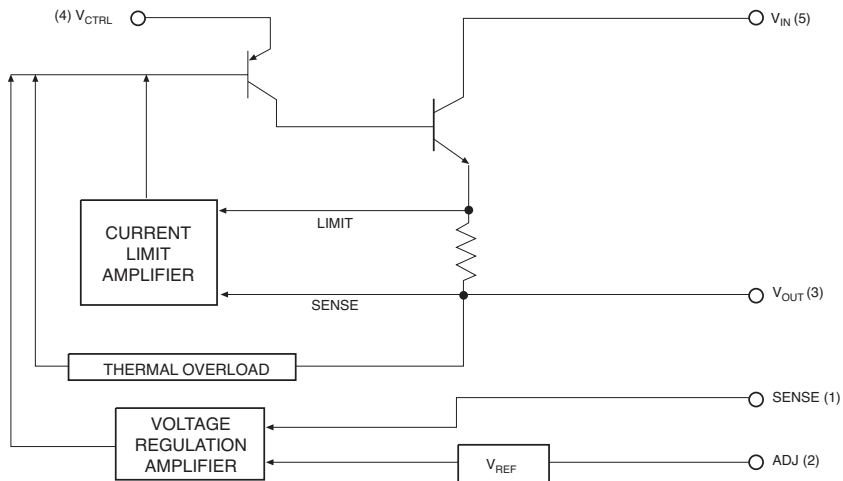 (4) VCTRL
VIN (5)
CURRENT
LIMIT
AMPLIFIER
LIMIT
SENSE
VOUT (3)
THERMAL OVERLOAD
SENSE (1)
VOLTAGE
REGULATION
AMPLIFIER
VREF
ADJ (2)